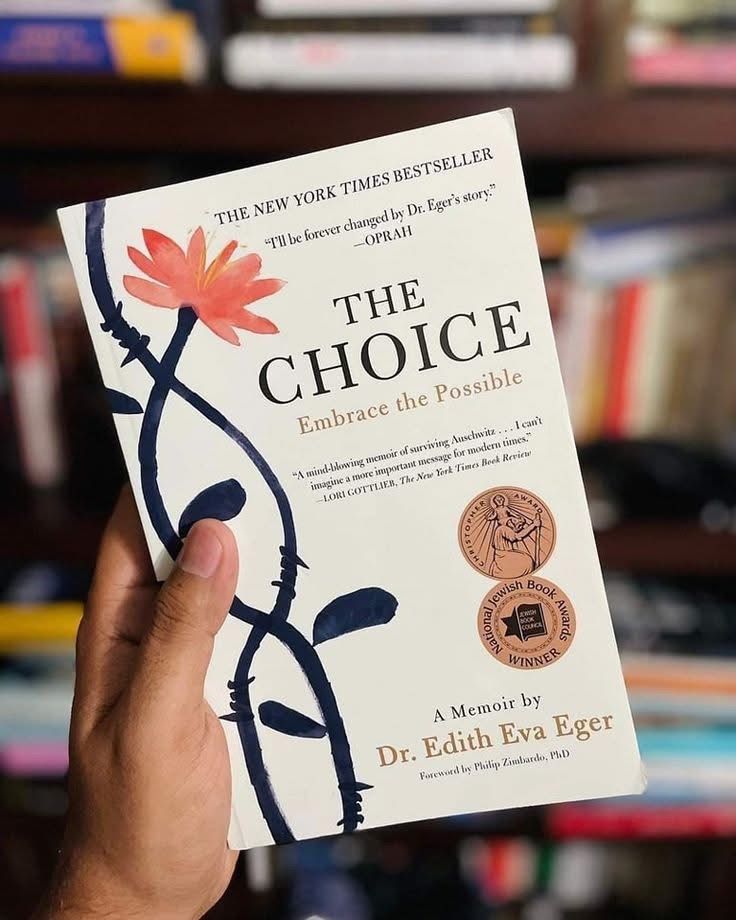 THE NEW YORK TIMES BESTSELLER
“I’ll be forever changed by Dr. Eger’s story.”
—OPRAH
THE
CHOICE
Embrace the Possible
“A mind-blowing memoir of surviving Auschwitz . . . I can’t
imagine a more important message for modern times.”
—LORI GOTTLIEB, The New York Times Book Review
CHRISTOPHER AWARD
National Jewish Book Awards
JEWISH
BOOK
COUNCIL
WINNER
A Memoir by
Dr. Edith Eva Eger
Foreword by Philip Zimbardo, PhD